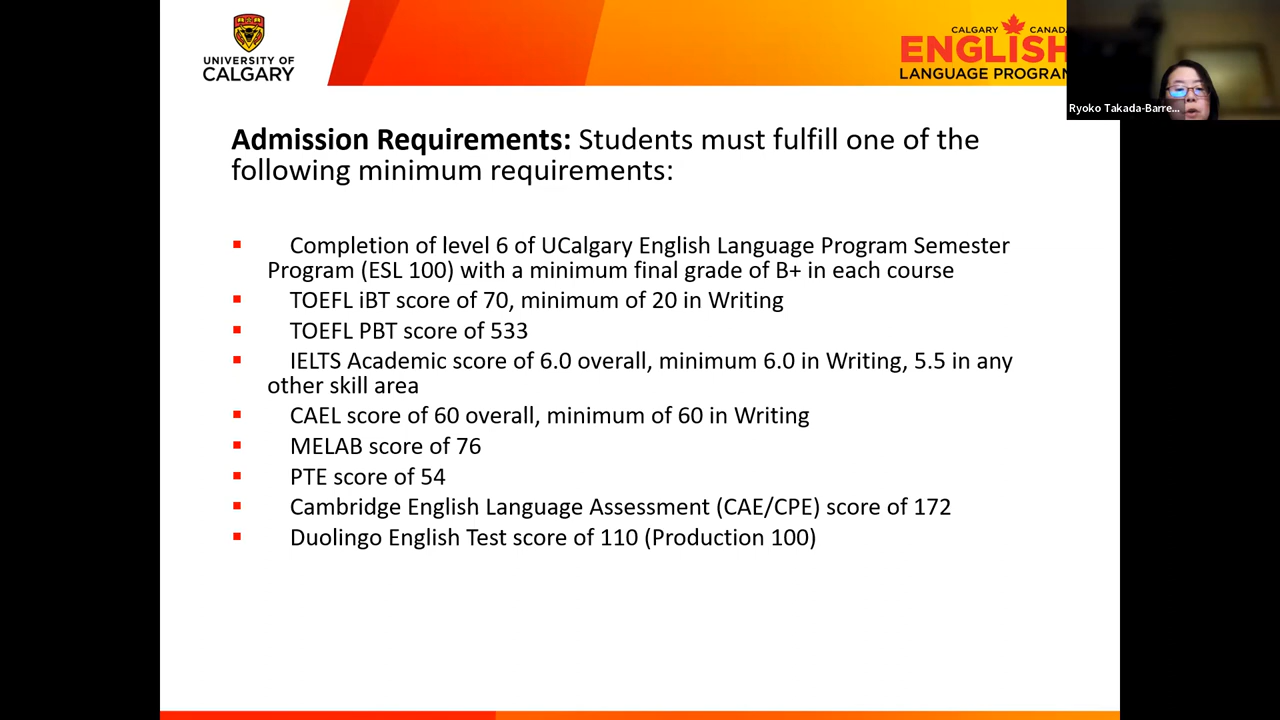 UNIVERSITY OF
CALGARY
CALGARY CANADA
ENGLISH
LANGUAGE PROGRAM
Ryoko Takada-Barre...
Admission Requirements: Students must fulfill one of the
following minimum requirements:
▪ Completion of level 6 of UCalgary English Language Program Semester
Program (ESL 100) with a minimum final grade of B+ in each course
▪ TOEFL iBT score of 70, minimum of 20 in Writing
▪ TOEFL PBT score of 533
▪ IELTS Academic score of 6.0 overall, minimum 6.0 in Writing, 5.5 in any
other skill area
▪ CAEL score of 60 overall, minimum of 60 in Writing
▪ MELAB score of 76
▪ PTE score of 54
▪ Cambridge English Language Assessment (CAE/CPE) score of 172
▪ Duolingo English Test score of 110 (Production 100)